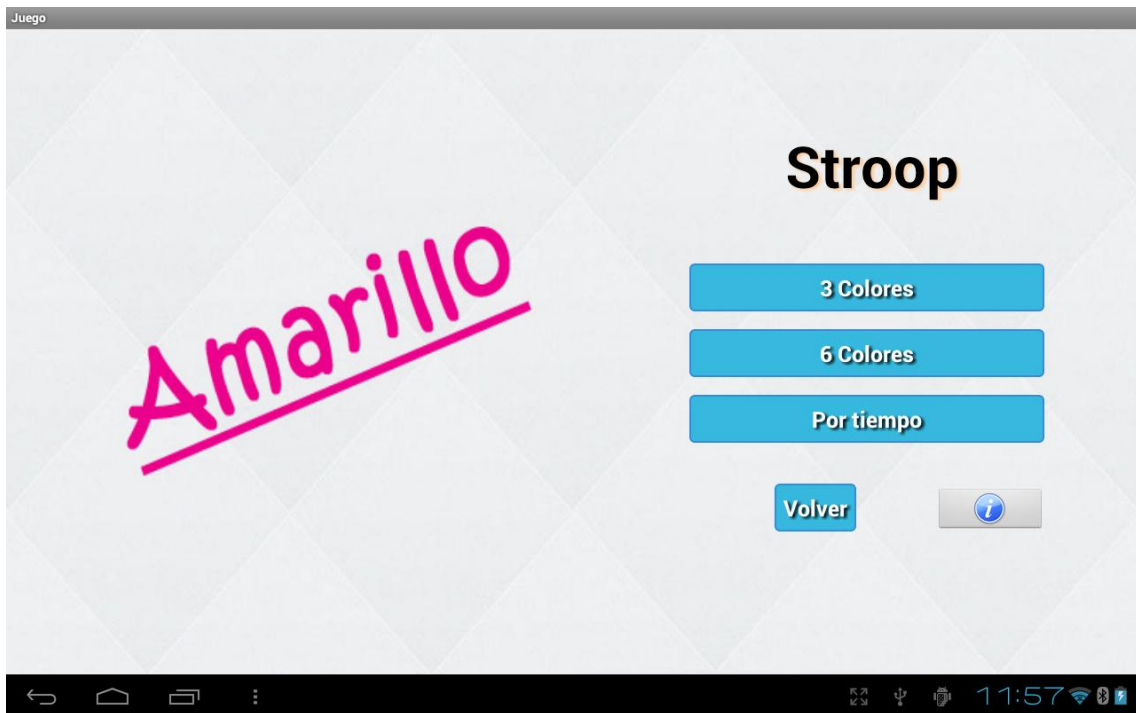 Juego
Amarillo
Stroop
3 Colores
6 Colores
Por tiempo
Volver
i
11:57